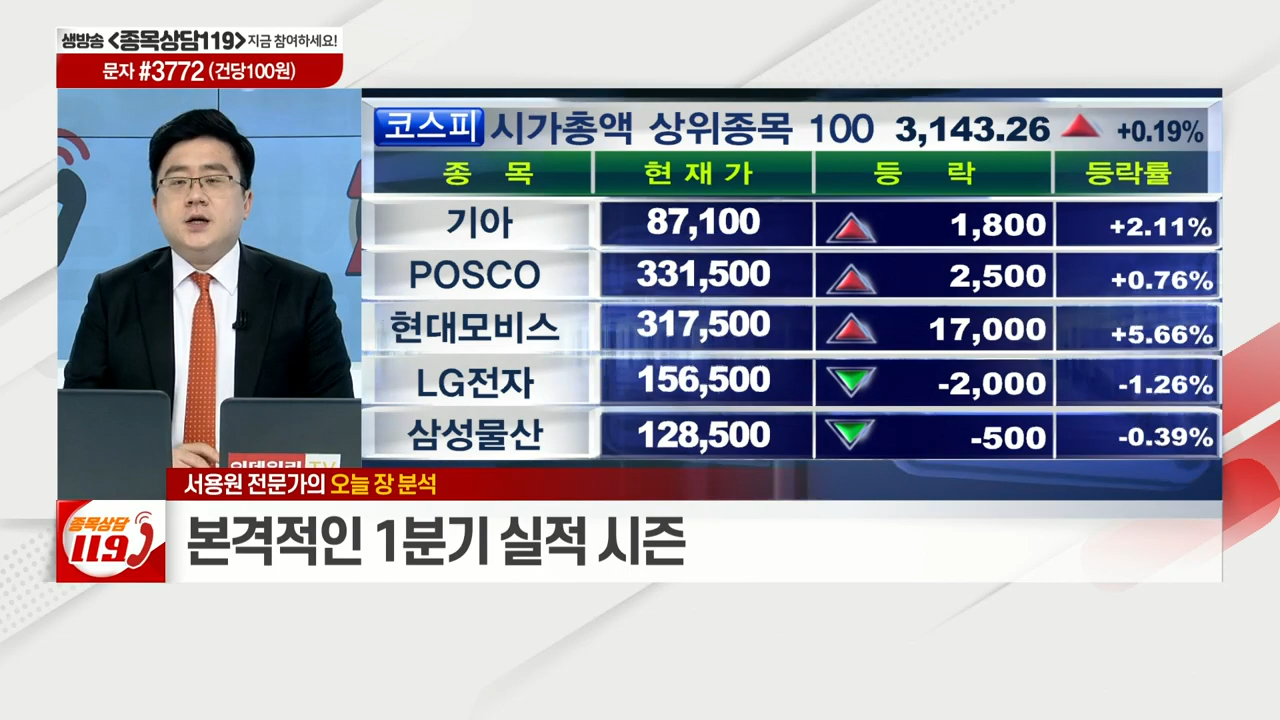 생방송 <종목상담119> 지금 참여하세요!
문자 #3772 (건당100원)
코스피 시가총액 상위종목 100 3,143.26 +0.19%
종 목 현재가 등 락 등락률
기아 87,100 1,800 +2.11%
POSCO 331,500 2,500 +0.76%
현대모비스 317,500 17,000 +5.66%
LG전자 156,500 -2,000 -1.26%
삼성물산 128,500 -500 -0.39%
서용원 전문가의 오늘 장 분석
종목상담
119
본격적인 1분기 실적 시즌